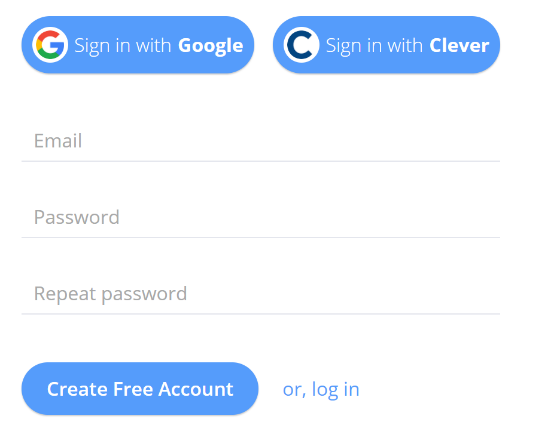 Sign in with Google
Sign in with Clever
Email
Password
Repeat password
Create Free Account
or, log in